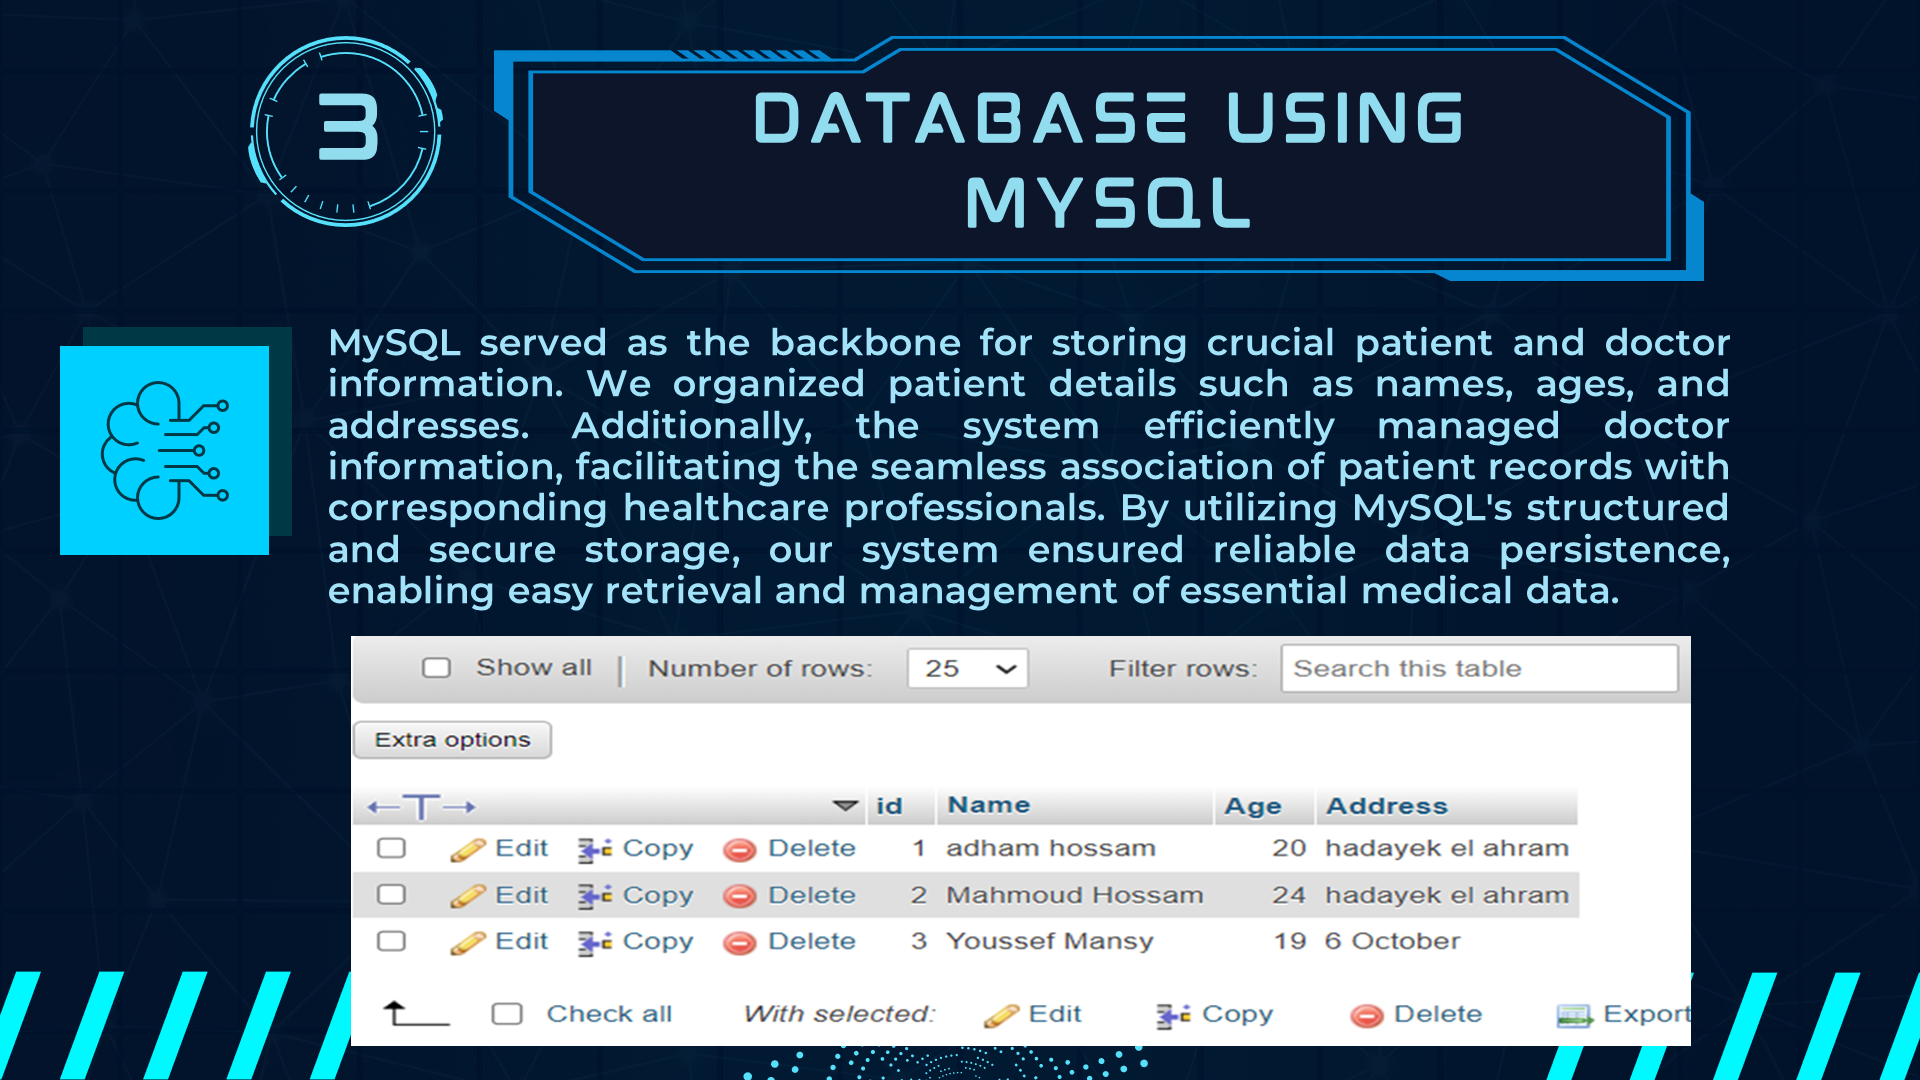 3
DATABASE USING
MYSQL
MySQL served as the backbone for storing crucial patient and doctor
information. We organized patient details such as names, ages, and
addresses. Additionally, the system efficiently managed doctor
information, facilitating the seamless association of patient records with
corresponding healthcare professionals. By utilizing MySQL's structured
and secure storage, our system ensured reliable data persistence,
enabling easy retrieval and management of essential medical data.
Show all | Number of rows: 25 Filter rows: Search this table
Extra options
←T→ id Name Age Address
Edit Copy Delete 1 adham hossam 20 hadayek el ahram
Edit Copy Delete 2 Mahmoud Hossam 24 hadayek el ahram
Edit Copy Delete 3 Youssef Mansy 19 6 October
Check all With selected: Edit Copy Delete Export